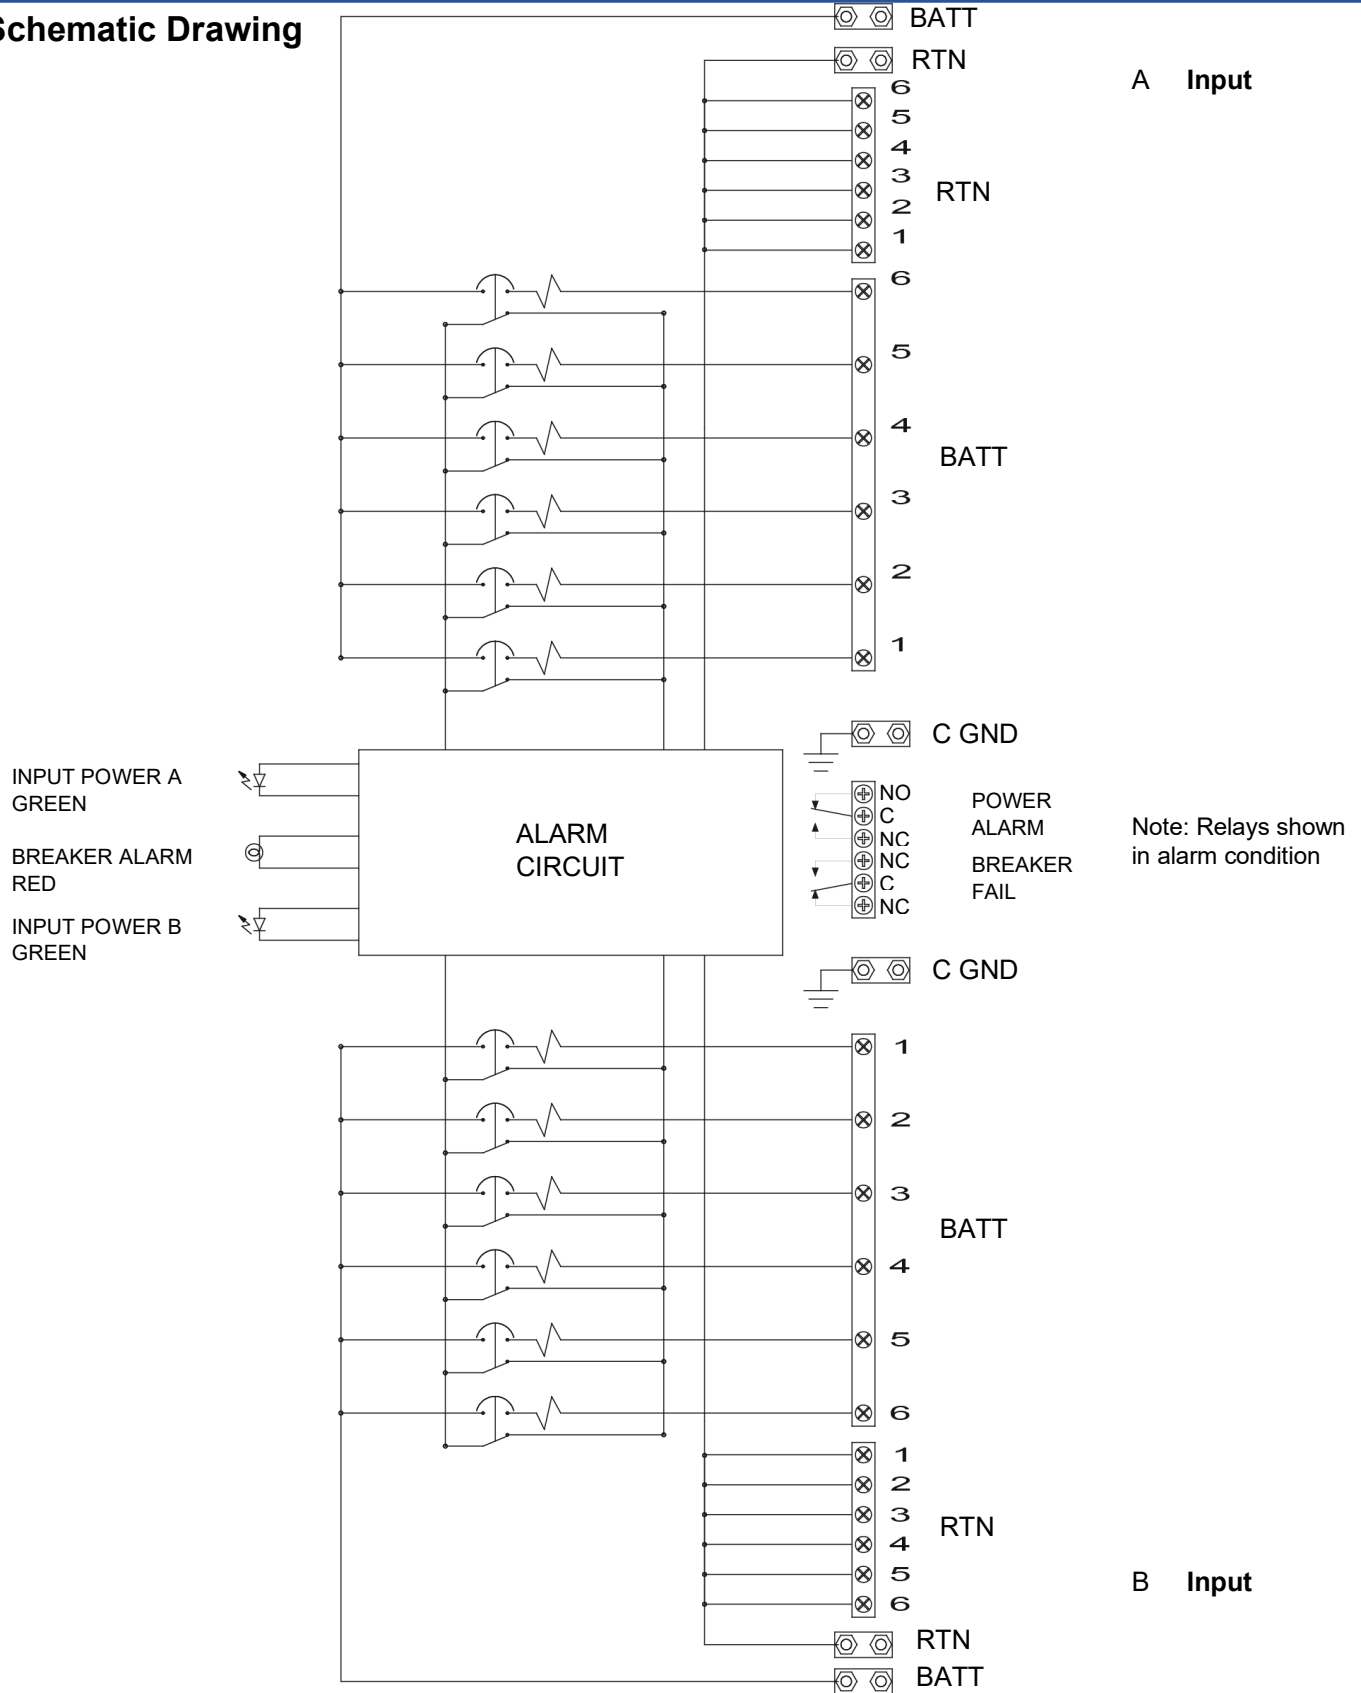 Schematic Drawing
BATT
RTN
A Input
6
5
4
3
RTN
2
1
6
5
4
BATT
3
2
1
C GND
INPUT POWER A
GREEN
BREAKER ALARM
RED
INPUT POWER B
GREEN
ALARM
CIRCUIT
NO
C
NC
NC
C
NC
POWER
ALARM
BREAKER
FAIL
Note: Relays shown
in alarm condition
C GND
1
2
3
BATT
4
5
6
1
2
3
RTN
4
5
6
B Input
RTN
BATT